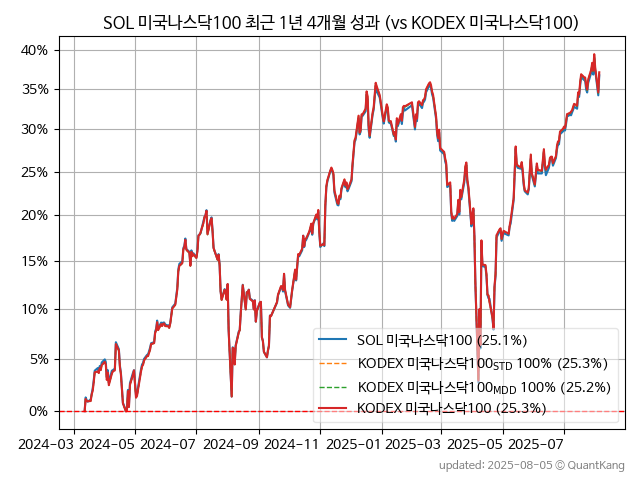 SOL 미국나스닥100 최근 1년 4개월 성과 (vs KODEX 미국나스닥100)
40%
35%
30%
25%
20%
15%
10%
5%
0%
SOL 미국나스닥100 (25.1%)
KODEX 미국나스닥100STD 100% (25.3%)
KODEX 미국나스닥100MDD 100% (25.2%)
KODEX 미국나스닥100 (25.3%)
2024-03 2024-05 2024-07 2024-09 2024-11 2025-01 2025-03 2025-05 2025-07
updated: 2025-08-05 © QuantKang